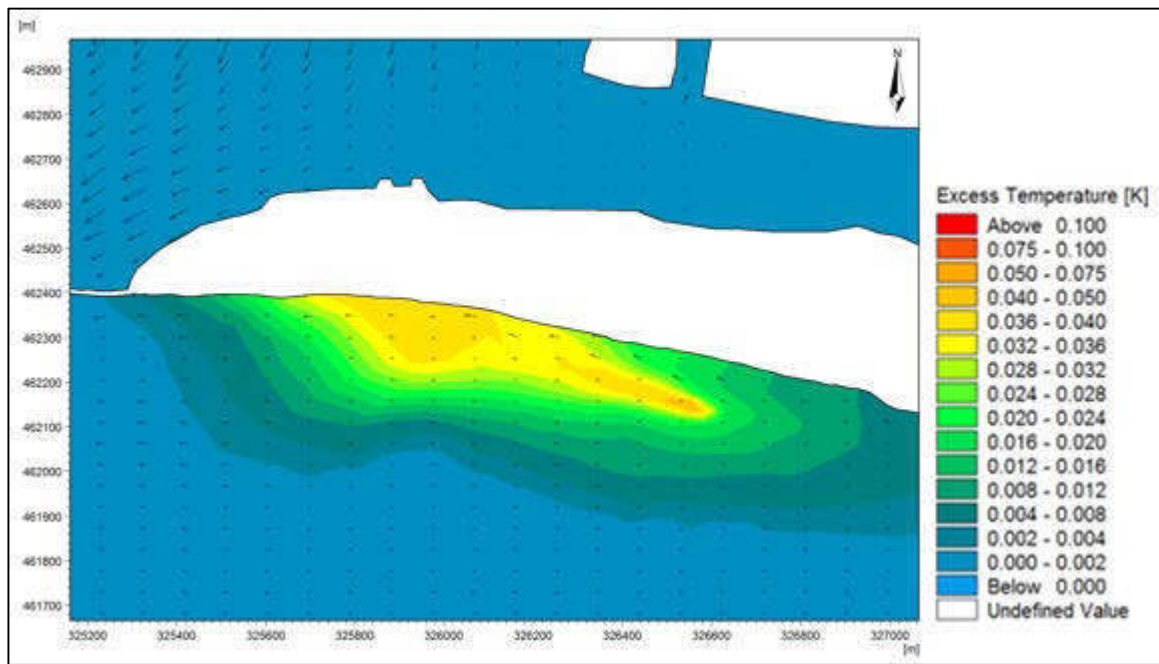 [m]
N
462900
462800
462700
462600
462500
462400
462300
462200
462100
462000
461900
461800
461700
325200 325400 325600 325800 326000 326200 326400 326600 326800 327000
[m]
Excess Temperature [K]
Above 0.100
0.075 - 0.100
0.050 - 0.075
0.040 - 0.050
0.036 - 0.040
0.032 - 0.036
0.028 - 0.032
0.024 - 0.028
0.020 - 0.024
0.016 - 0.020
0.012 - 0.016
0.008 - 0.012
0.004 - 0.008
0.002 - 0.004
0.000 - 0.002
Below 0.000
Undefined Value